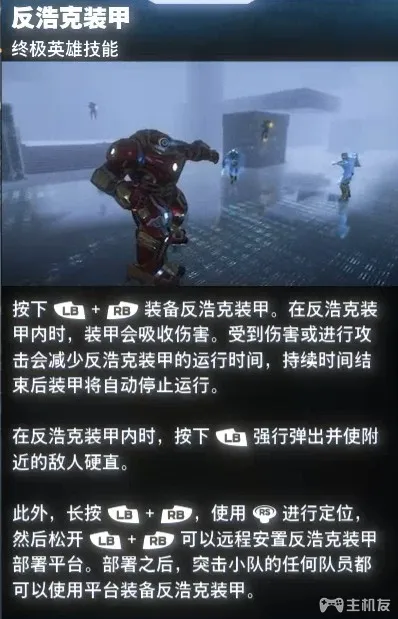 反浩克装甲
终极英雄技能
按下 LB + RB 装备反浩克装甲。在反浩克装
甲内时，装甲会吸收伤害。受到伤害或进行攻
击会减少反浩克装甲的运行时间，持续时间结
束后装甲将自动停止运行。
在反浩克装甲内时，按下 LB 强行弹出并使附
近的敌人硬直。
此外，长按 LB + RB，使用 RS 进行定位，
然后松开 LB + RB 可以远程安置反浩克装甲
部署平台。部署之后，突击小队的任何队员都
可以使用平台装备反浩克装甲。
主机友